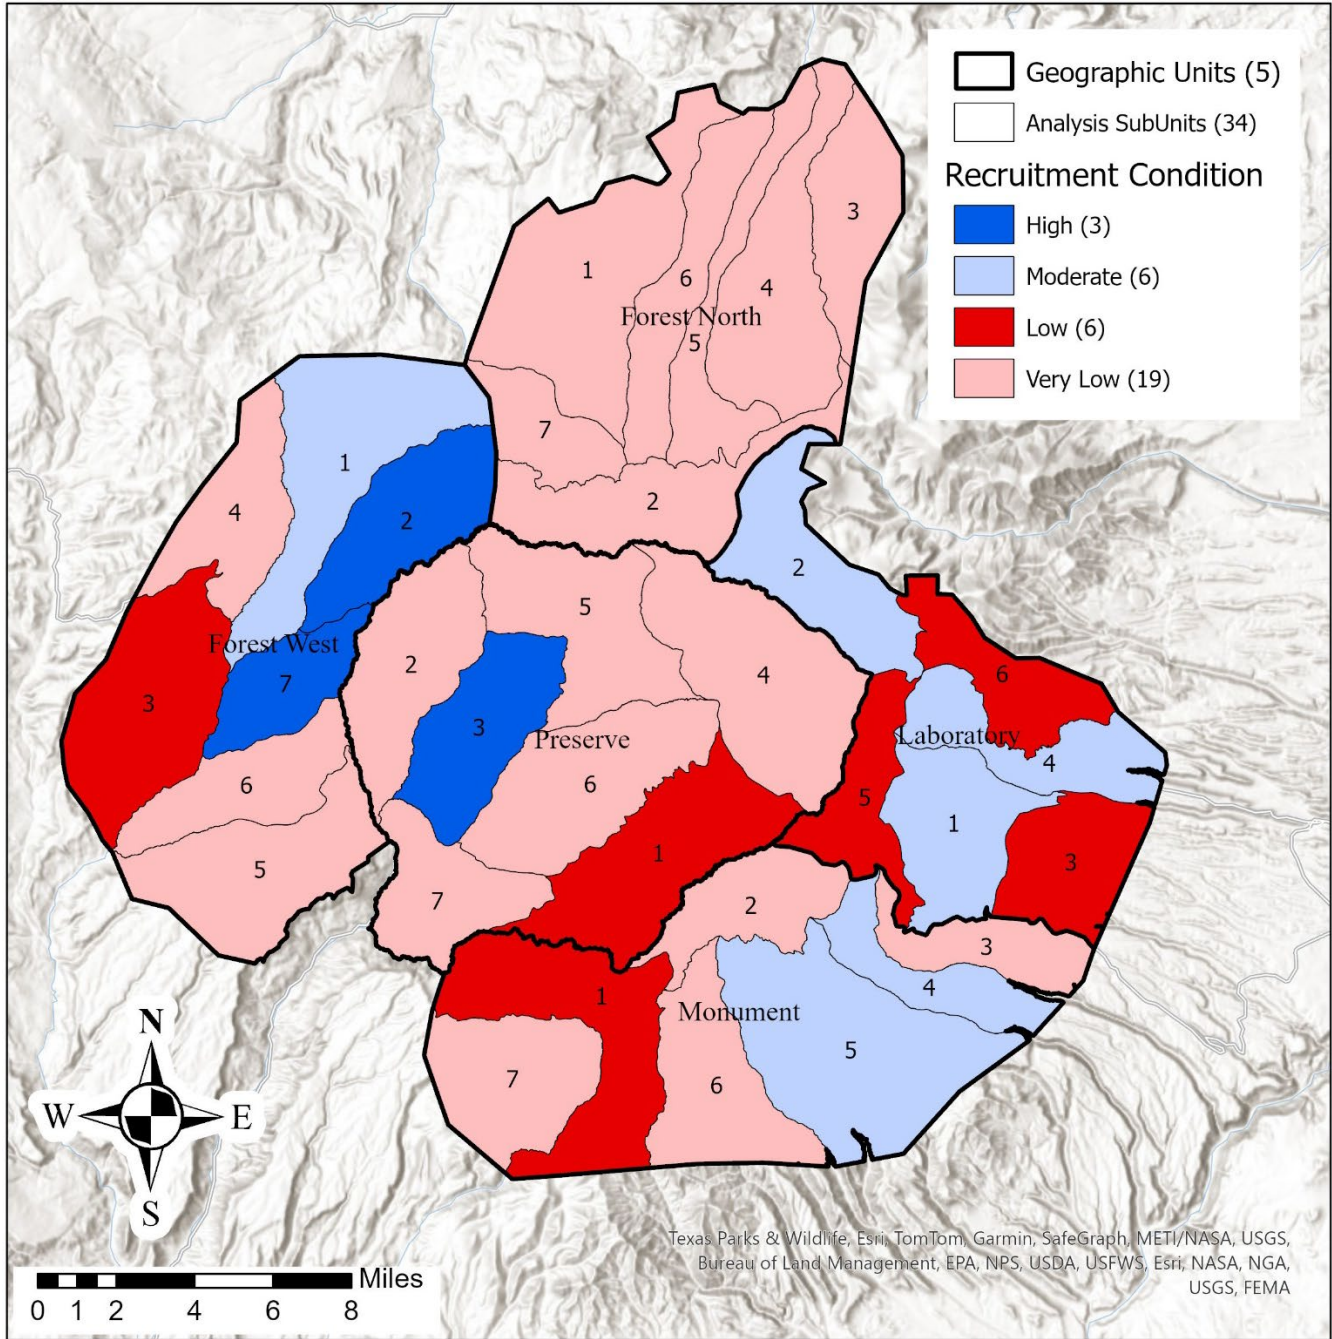 Geographic Units (5)
Analysis SubUnits (34)
Recruitment Condition
High (3)
Moderate (6)
Low (6)
Very Low (19)
3
1
6
4
Forest North
5
7
2
1
4
2
Forest West
7
3
6
5
5
2
4
3
Preserve
6
1
7
2
6
Laboratory
4
5
1
3
2
3
4
1
Monument
5
7
6
N
W
E
S
Miles
0 1 2 4 6 8
Texas Parks & Wildlife, Esri, TomTom, Garmin, SafeGraph, METI/NASA, USGS,
Bureau of Land Management, EPA, NPS, USDA, USFWS, Esri, NASA, NGA,
USGS, FEMA